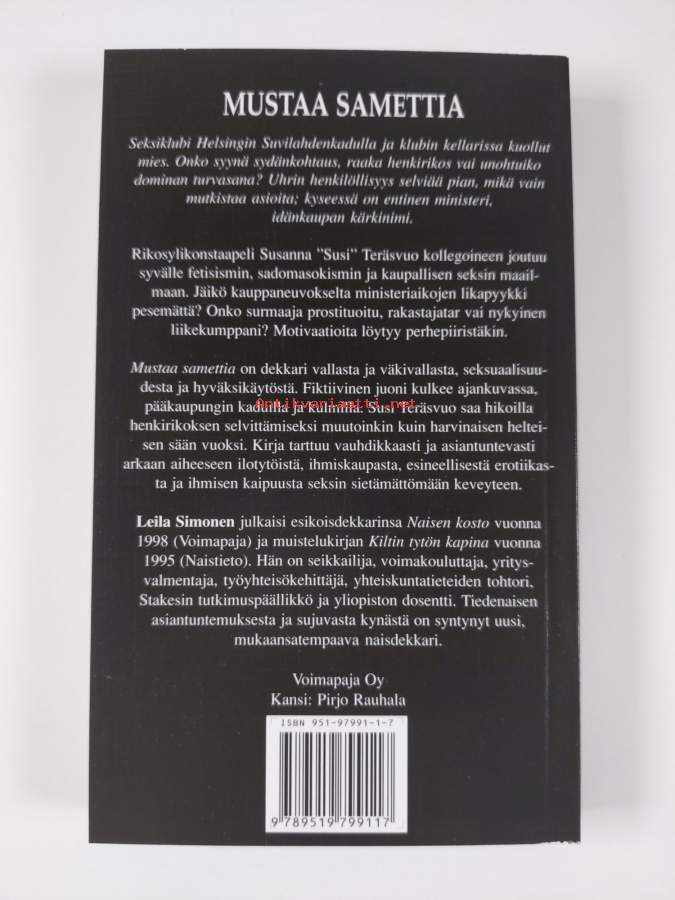 MUSTAA SAMETTIA
Seksiklubi Helsingin Suvilahdenkadulla ja klubin kellarissa kuollut
mies. Onko syynä sydänkohtaus, raaka henkirikos vai unohtuiko
dominan turvasana? Uhrin henkilöllisyys selviää pian, mikä vain
mutkistaa asioita; kyseessä on entinen ministeri,
idänkaupan kärkinimi.
Rikosylikonstaapeli Susanna "Susi" Teräsvuo kollegoineen joutuu
syvälle fetisismin, sadomasokismin ja kaupallisen seksin maail-
maan. Jäikö kauppaneuvokselta ministeriaikojen likapyykki
pesemättä? Onko surmaaja prostituoitu, rakastajatar vai nykyinen
liikekumppani? Motivaatioita löytyy perhepiiristäkin.
Mustaa samettia on dekkari vallasta ja väkivallasta, seksuaalisuu-
desta ja hyväksikäytöstä. Fiktiivinen juoni kulkee ajankuvassa,
pääkaupungin kaduilla ja kulmilla. Susi Teräsvuo saa hikoilla
antikvariaatti.net
henkirikoksen selvittämiseksi muutoinkin kuin harvinaisen heltei-
sen sään vuoksi. Kirja tarttuu vauhdikkaasti ja asiantuntevasti
arkaan aiheeseen ilotytöistä, ihmiskaupasta, esineellisestä erotiikas-
ta ja ihmisen kaipuusta seksin sietämättömään keveyteen.
Leila Simonen julkaisi esikoisdekkarinsa Naisen kosto vuonna
1998 (Voimapaja) ja muistelukirjan Kiltin tytön kapina vuonna
1995 (Naistieto). Hän on seikkailija, voimakouluttaja, yritys-
valmentaja, työyhteisökehittäjä, yhteiskuntatieteiden tohtori,
Stakesin tutkimuspäällikkö ja yliopiston dosentti. Tiedenaisen
asiantuntemuksesta ja sujuvasta kynästä on syntynyt uusi,
mukaansatempaava naisdekkari.
Voimapaja Oy
Kansi: Pirjo Rauhala
ISBN 951-97991-1-7
9 789519 799117